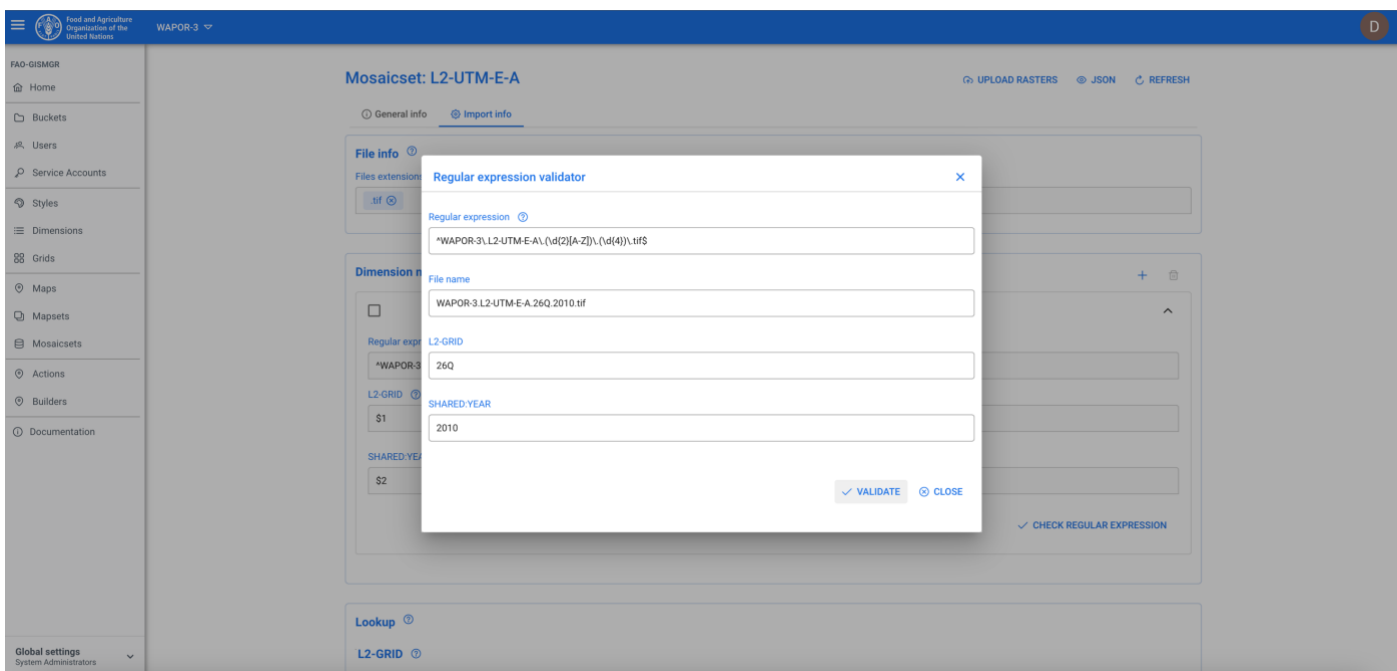 Food and Agriculture
Organization of the
United Nations
WAPOR-3
D
FAO-GISMGR
Home
Buckets
Users
Service Accounts
Styles
Dimensions
Grids
Maps
Mapsets
Mosaicsets
Actions
Builders
Documentation
Global settings
System Administrators
Mosaicset: L2-UTM-E-A
UPLOAD RASTERS
JSON
REFRESH
General info
Import info
File info
Files extension
.tif
Dimension
Regular expr
^WAPOR-3
L2-GRID
$1
SHARED:YEA
$2
CHECK REGULAR EXPRESSION
Lookup
L2-GRID
Regular expression validator
Regular expression
^WAPOR-3\.L2-UTM-E-A\.(\d{2}[A-Z])\.(\d{4})\.tif$
File name
WAPOR-3.L2-UTM-E-A.26Q.2010.tif
L2-GRID
26Q
SHARED:YEAR
2010
VALIDATE
CLOSE